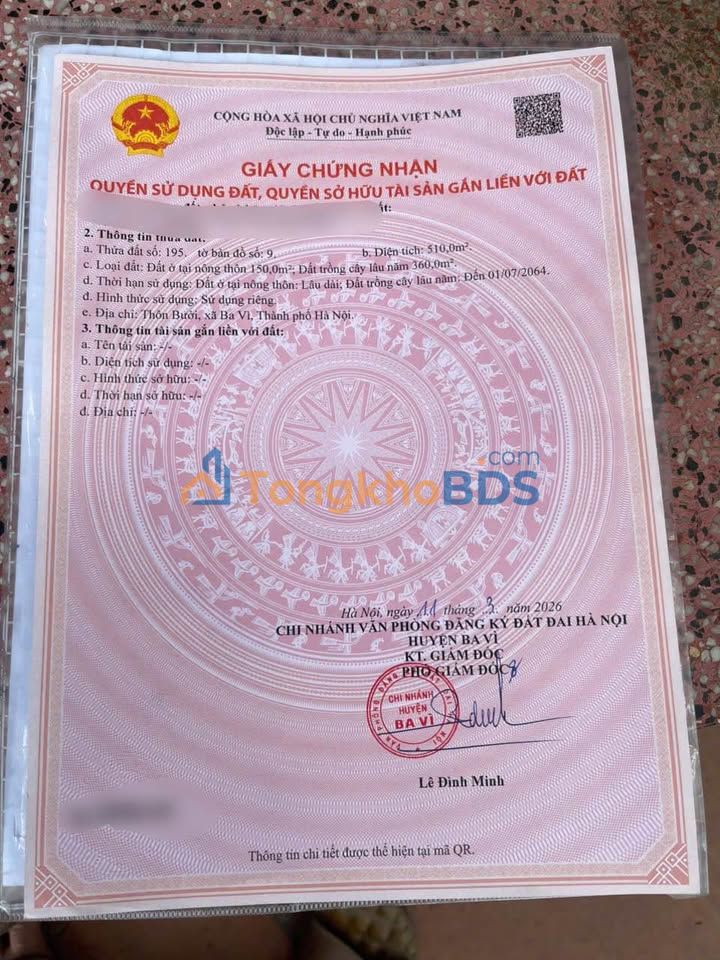 CỘNG HÒA XÃ HỘI CHỦ NGHĨA VIỆT NAM
Độc lập - Tự do - Hạnh phúc
GIẤY CHỨNG NHẬN
QUYỀN SỬ DỤNG ĐẤT, QUYỀN SỞ HỮU TÀI SẢN GẮN LIỀN VỚI ĐẤT
2. Thông tin thửa đất:
a. Thửa đất số: 195, tờ bản đồ số: 9, b. Diện tích: 510,0m².
c. Loại đất: Đất ở tại nông thôn 150,0m²; Đất trồng cây lâu năm 360,0m².
d. Thời hạn sử dụng: Đất ở tại nông thôn: Lâu dài; Đất trồng cây lâu năm: Đến 01/07/2064.
đ. Hình thức sử dụng: Sử dụng riêng.
e. Địa chỉ: Thôn Bưởi, xã Ba Vì, Thành phố Hà Nội.
3. Thông tin tài sản gắn liền với đất:
a. Tên tài sản: -/-
b. Diện tích sử dụng: -/-
c. Hình thức sở hữu: -/-
d. Thời hạn sở hữu: -/-
đ. Địa chỉ: -/-
TongkhoBDS.com
Hà Nội, ngày 11 tháng 3. năm 2026
CHI NHÁNH VĂN PHÒNG ĐĂNG KÝ ĐẤT ĐAI HÀ NỘI
HUYỆN BA VÌ
KT. GIÁM ĐỐC
PHÓ GIÁM ĐỐC
CHI NHÁNH
HUYỆN
BA VÌ
Lê Đình Minh
Thông tin chi tiết được thể hiện tại mã QR.